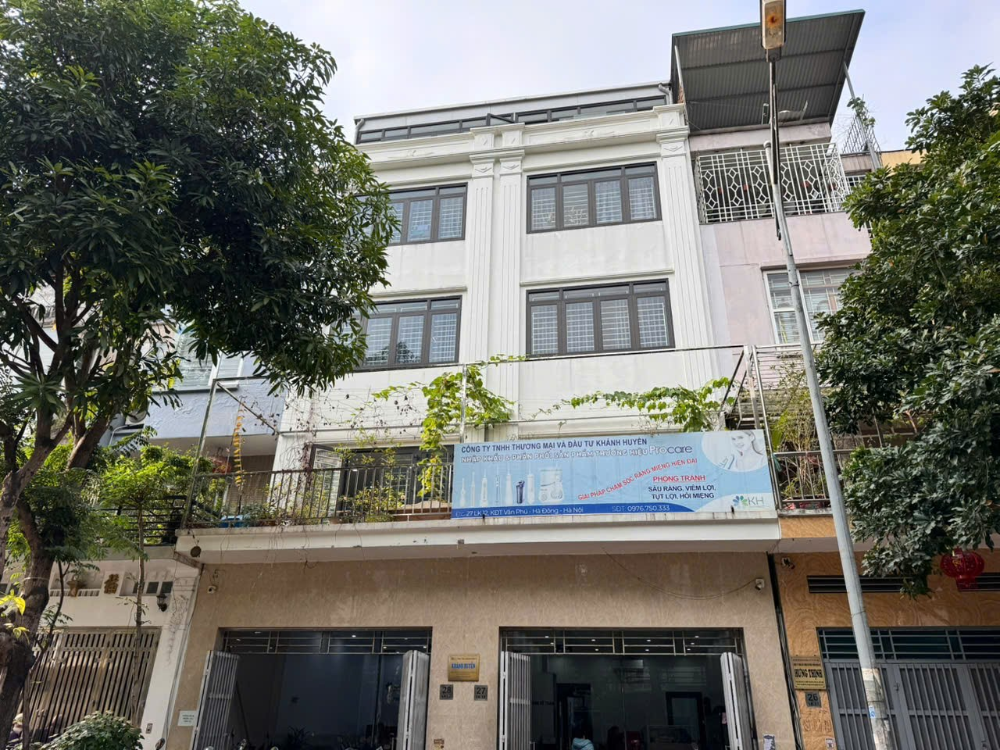 CÔNG TY TNHH THƯƠNG MẠI VÀ ĐẦU TƯ KHÁNH HUYỀN
NHẬP KHẨU & PHÂN PHỐI SẢN PHẨM THƯƠNG HIỆU Procare
GIẢI PHÁP CHĂM SÓC RĂNG MIỆNG HIỆN ĐẠI
PHÒNG TRÁNH
SÂU RĂNG, VIÊM LỢI,
TỤT LỢI, HÔI MIỆNG
KH
Đ/c: 27 LK12, KĐT Văn Phú - Hà Đông - Hà Nội
SĐT: 0976.750.333
KHÁNH HUYỀN
28
27
HƯNG THỊNH
26